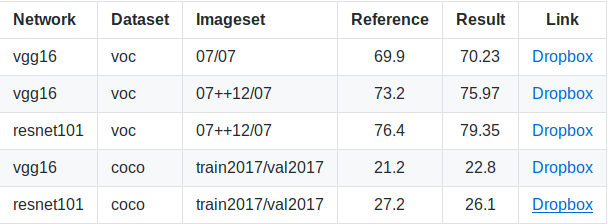 Network Dataset Imageset Reference Result Link
vgg16 voc 07/07 69.9 70.23 Dropbox
vgg16 voc 07++12/07 73.2 75.97 Dropbox
resnet101 voc 07++12/07 76.4 79.35 Dropbox
vgg16 coco train2017/val2017 21.2 22.8 Dropbox
resnet101 coco train2017/val2017 27.2 26.1 Dropbox